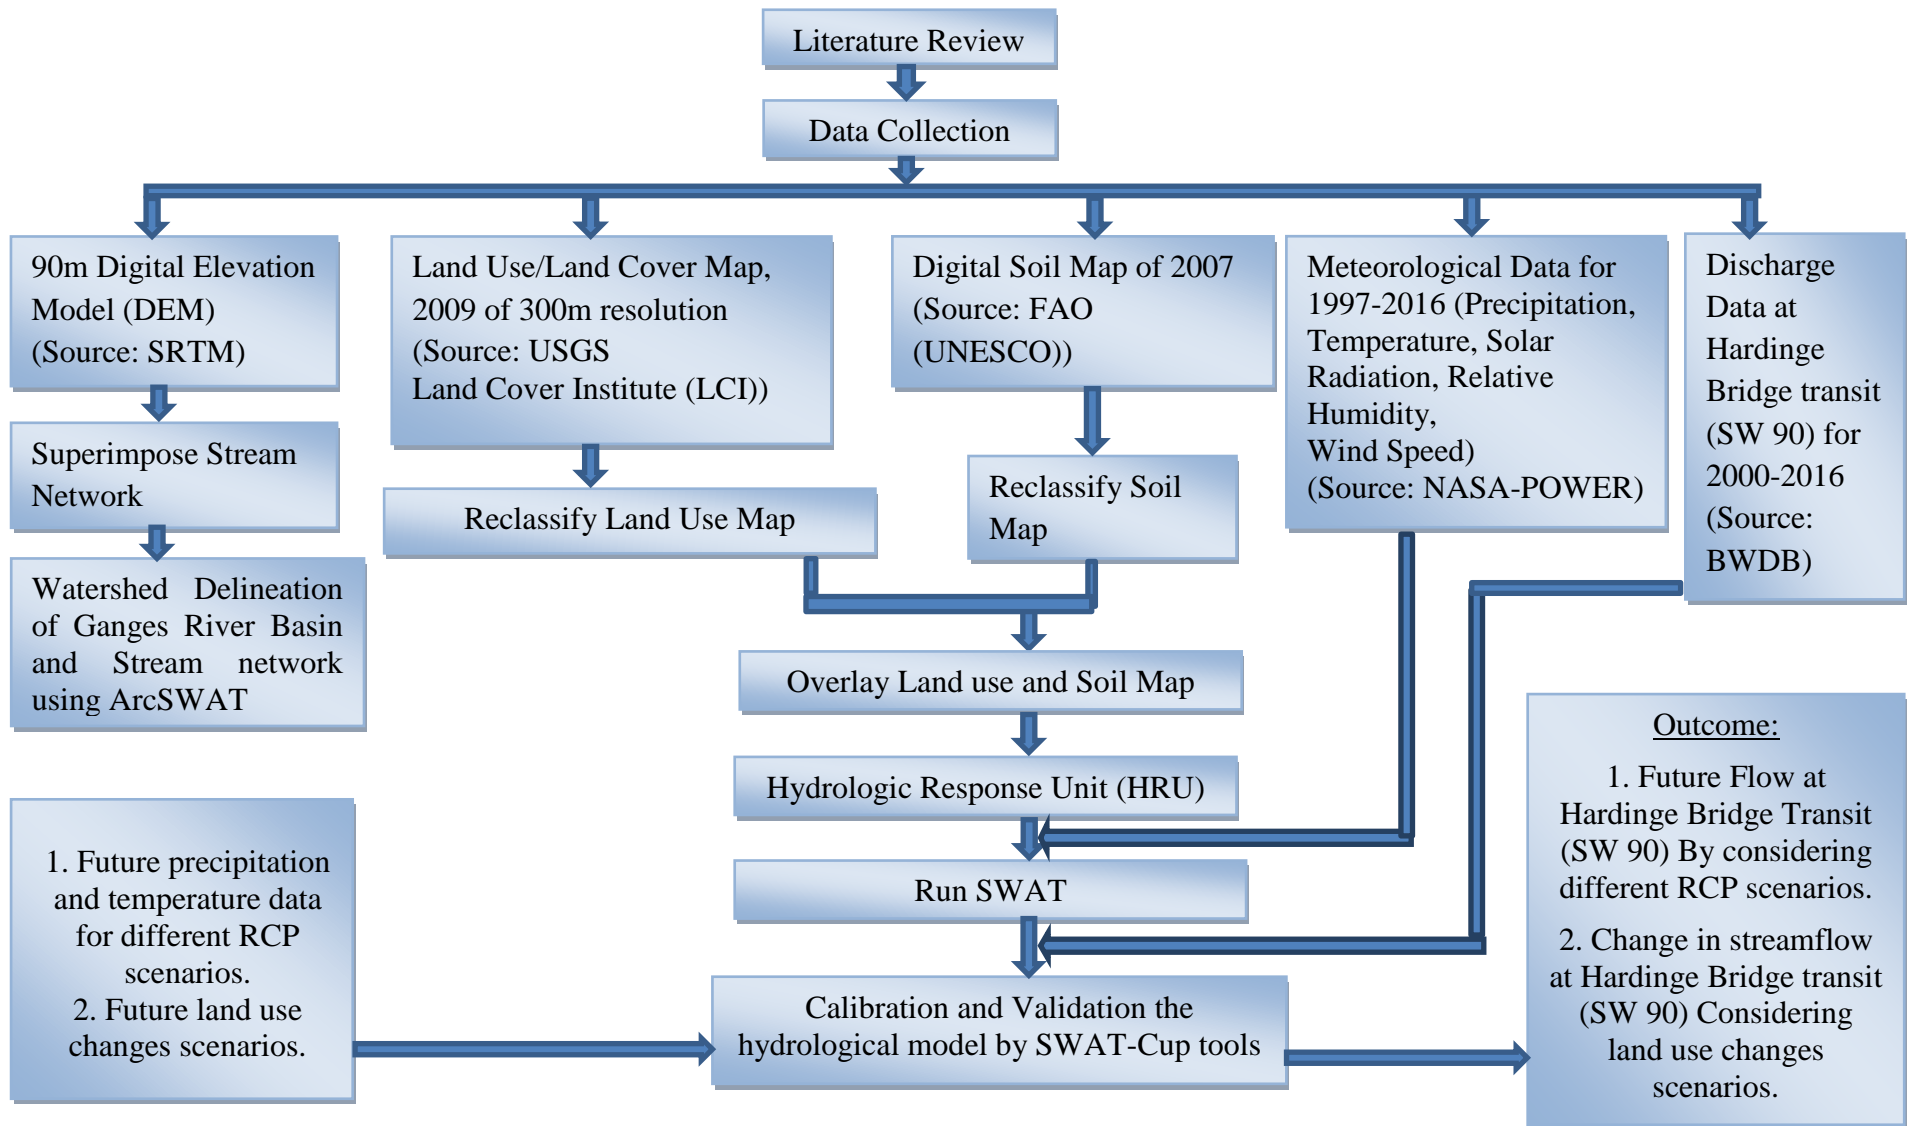 Literature Review
Data Collection
90m Digital Elevation
Model (DEM)
(Source: SRTM)
Land Use/Land Cover Map,
2009 of 300m resolution
(Source: USGS
Land Cover Institute (LCI))
Digital Soil Map of 2007
(Source: FAO
(UNESCO))
Meteorological Data for
1997-2016 (Precipitation,
Temperature, Solar
Radiation, Relative
Humidity,
Wind Speed)
(Source: NASA-POWER)
Discharge
Data at
Hardinge
Bridge transit
(SW 90) for
2000-2016
(Source:
BWDB)
Superimpose Stream
Network
Reclassify Land Use Map
Reclassify Soil
Map
Watershed Delineation
of Ganges River Basin
and Stream network
using ArcSWAT
Overlay Land use and Soil Map
Hydrologic Response Unit (HRU)
Run SWAT
1. Future precipitation
and temperature data
for different RCP
scenarios.
2. Future land use
changes scenarios.
Calibration and Validation the
hydrological model by SWAT-Cup tools
Outcome:
1. Future Flow at
Hardinge Bridge Transit
(SW 90) By considering
different RCP scenarios.
2. Change in streamflow
at Hardinge Bridge transit
(SW 90) Considering
land use changes
scenarios.